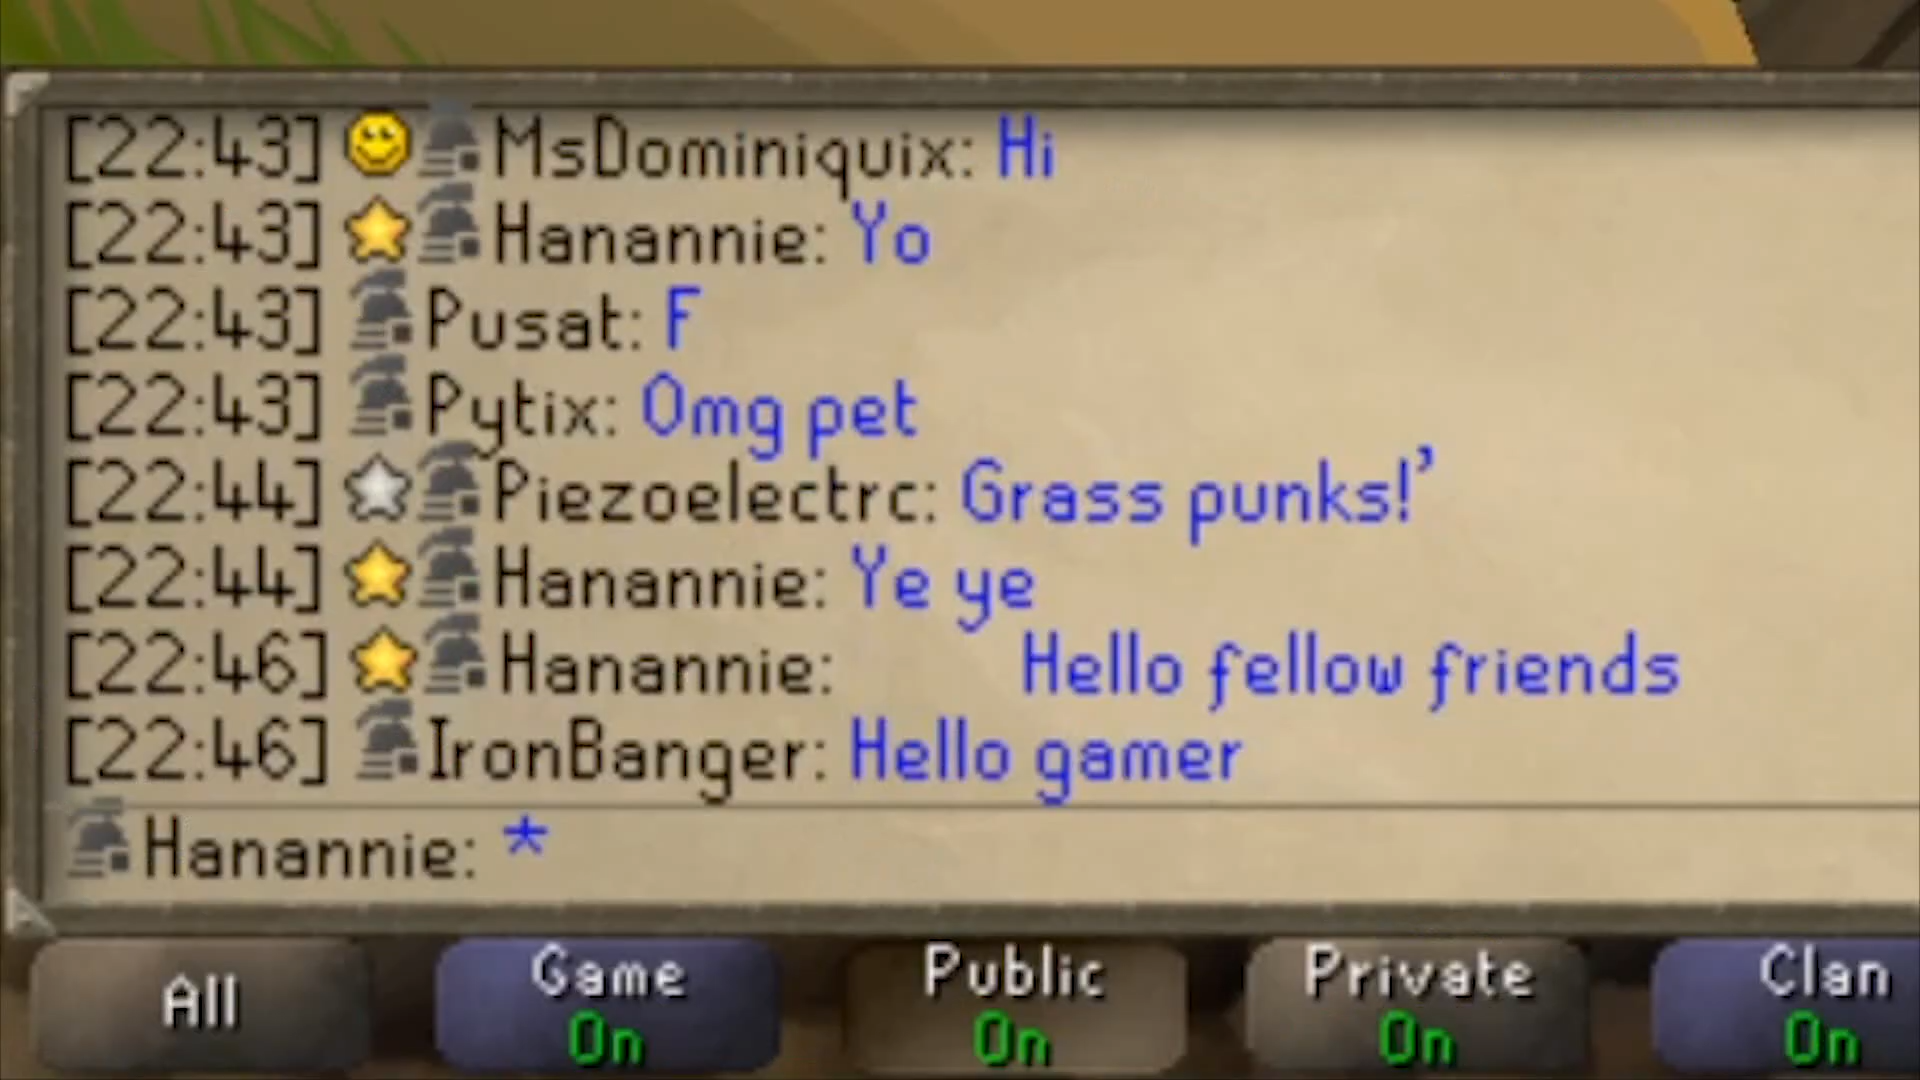 [22:43] MsDominiquix: Hi
[22:43] Hanannie: Yo
[22:43] Pusat: F
[22:43] Pytix: Omg pet
[22:44] Piezoelectrc: Grass punks!'
[22:44] Hanannie: Ye ye
[22:46] Hanannie: Hello fellow friends
[22:46] IronBanger: Hello gamer
Hanannie: *
All Game Public Private Clan
On On On On